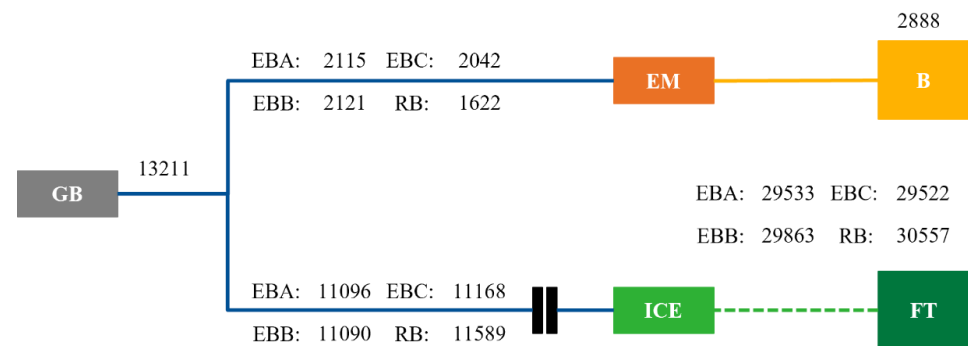 2888
EBA: 2115 EBC: 2042
EM
B
EBB: 2121 RB: 1622
13211
GB
EBA: 29533 EBC: 29522
EBB: 29863 RB: 30557
EBA: 11096 EBC: 11168
ICE
FT
EBB: 11090 RB: 11589